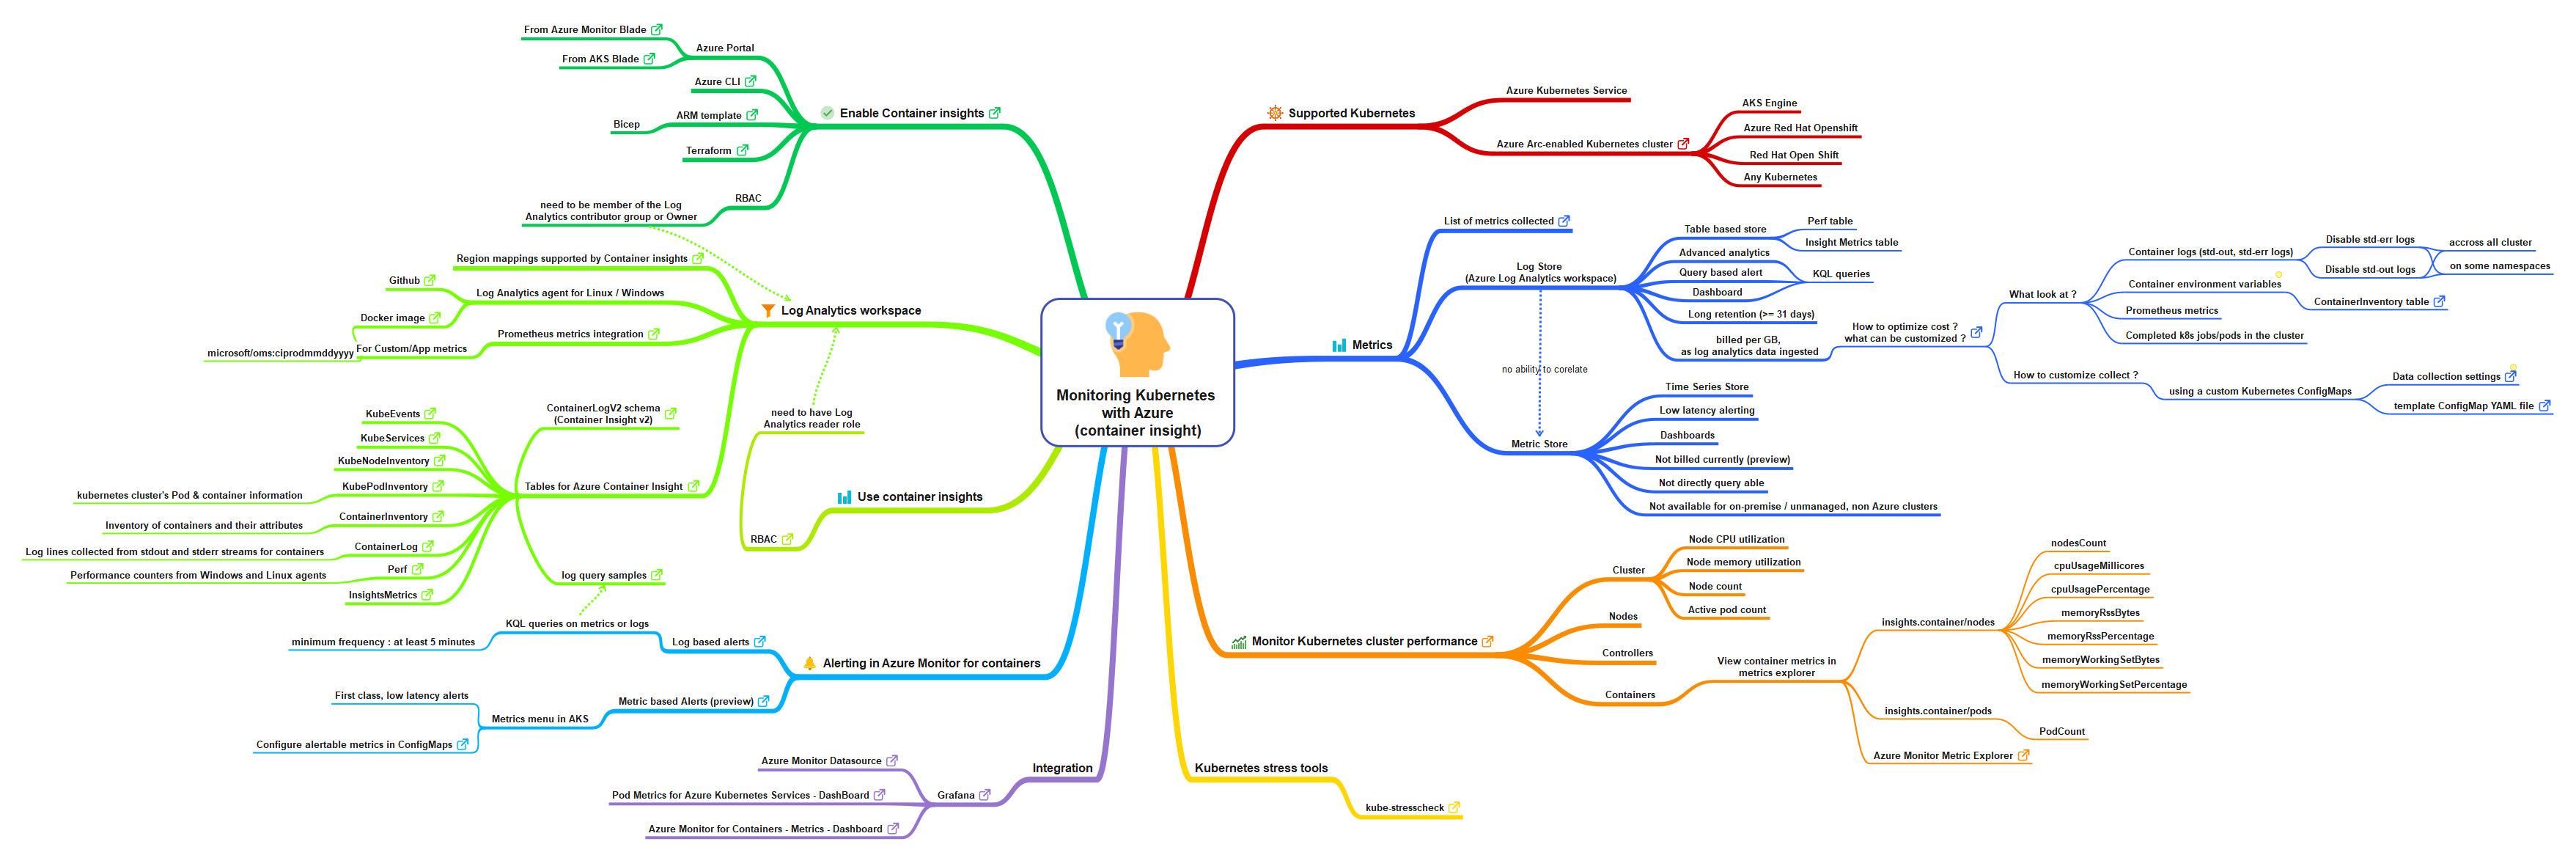 Monitoring Kubernetes
with Azure
(container insight)
Enable Container insights
Azure Portal
From Azure Monitor Blade
From AKS Blade
Azure CLI
ARM template
Bicep
Terraform
RBAC
need to be member of the Log
Analytics contributor group or Owner
Log Analytics workspace
Region mappings supported by Container insights
Log Analytics agent for Linux / Windows
Github
Docker image
microsoft/oms:ciprodmmddyyyy
Prometheus metrics integration
For Custom/App metrics
Tables for Azure Container Insight
ContainerLogV2 schema
(Container Insight v2)
KubeEvents
KubeServices
KubeNodeInventory
KubePodInventory
kubernetes cluster's Pod & container information
ContainerInventory
Inventory of containers and their attributes
ContainerLog
Log lines collected from stdout and stderr streams for containers
Perf
Performance counters from Windows and Linux agents
InsightsMetrics
log query samples
Use container insights
RBAC
need to have Log
Analytics reader role
Alerting in Azure Monitor for containers
Log based alerts
KQL queries on metrics or logs
minimum frequency : at least 5 minutes
Metric based Alerts (preview)
Metrics menu in AKS
First class, low latency alerts
Configure alertable metrics in ConfigMaps
Integration
Grafana
Azure Monitor Datasource
Pod Metrics for Azure Kubernetes Services - DashBoard
Azure Monitor for Containers - Metrics - Dashboard
Supported Kubernetes
Azure Kubernetes Service
Azure Arc-enabled Kubernetes cluster
AKS Engine
Azure Red Hat Openshift
Red Hat Open Shift
Any Kubernetes
Metrics
List of metrics collected
Log Store
(Azure Log Analytics workspace)
Table based store
Perf table
Insight Metrics table
Advanced analytics
Query based alert
Dashboard
KQL queries
Long retention (>= 31 days)
billed per GB,
as log analytics data ingested
How to optimize cost ?
what can be customized ?
What look at ?
Container logs (std-out, std-err logs)
Disable std-err logs
Disable std-out logs
accross all cluster
on some namespaces
Container environment variables
ContainerInventory table
Prometheus metrics
Completed k8s jobs/pods in the cluster
How to customize collect ?
using a custom Kubernetes ConfigMaps
Data collection settings
template ConfigMap YAML file
no ability to corelate
Metric Store
Time Series Store
Low latency alerting
Dashboards
Not billed currently (preview)
Not directly query able
Not available for on-premise / unmanaged, non Azure clusters
Monitor Kubernetes cluster performance
Cluster
Node CPU utilization
Node memory utilization
Node count
Active pod count
Nodes
Controllers
Containers
View container metrics in
metrics explorer
insights.container/nodes
nodesCount
cpuUsageMillicores
cpuUsagePercentage
memoryRssBytes
memoryRssPercentage
memoryWorkingSetBytes
memoryWorkingSetPercentage
insights.container/pods
PodCount
Azure Monitor Metric Explorer
Kubernetes stress tools
kube-stresscheck